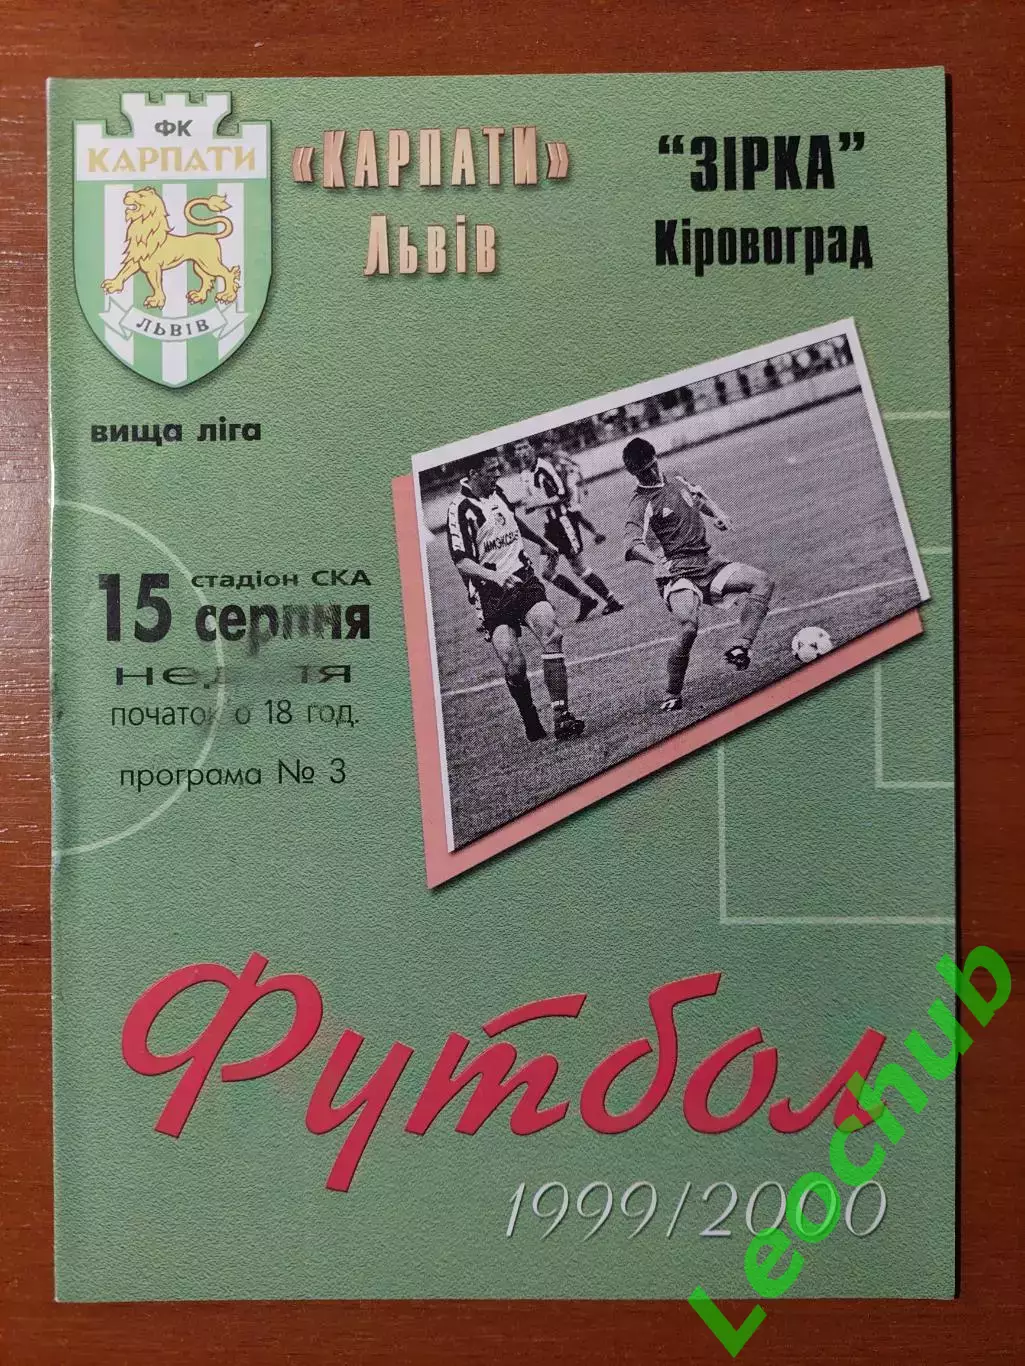 ФК
КАРПАТИ
ЛЬВІВ
«КАРПАТИ»
Львів
“ЗІРКА”
Кіровоград
вища ліга
стадіон СКА
15 серпня
неділя
початок о 18 год.
програма № 3
Футбол
1999/2000
Leochub